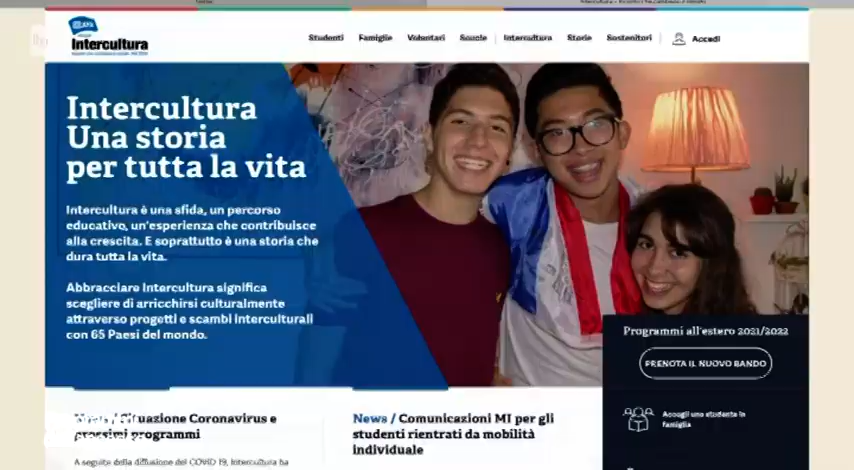 Intercultura
Studenti Famiglie Volontari Scuole Intercultura Storie Sostenitori Accedi
Intercultura
Una storia
per tutta la vita
Intercultura è una sfida, un percorso
educativo, un'esperienza che contribuisce
alla crescita. E soprattutto è una storia che
dura tutta la vita.
Abbracciare Intercultura significa
scegliere di arricchirsi culturalmente
attraverso progetti e scambi interculturali
con 65 Paesi del mondo.
Programmi all'estero 2021/2022
PRENOTA IL NUOVO BANDO
Accogli uno studente in
famiglia
Situazione Coronavirus e
programmi
A seguito della diffusione del COVID 19, Intercultura ha
News / Comunicazioni MI per gli
studenti rientrati da mobilità
individuale